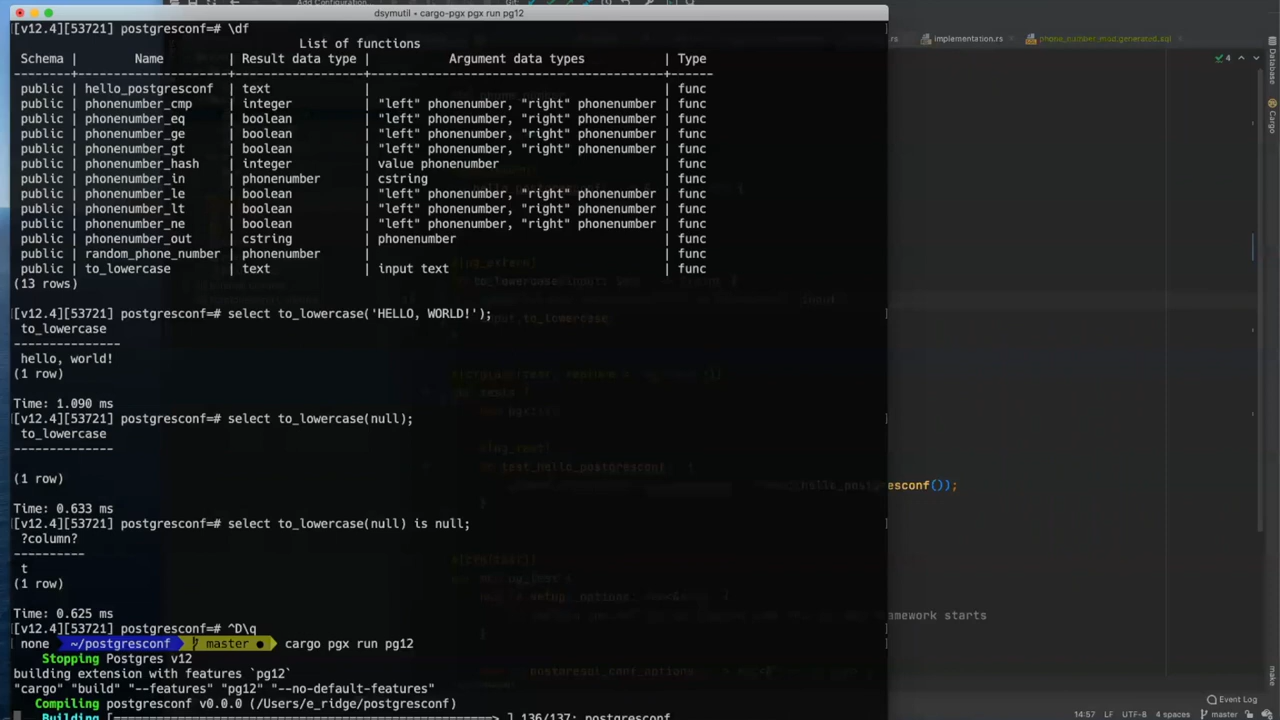 dsymutil • cargo-pgx pgx run pg12
[v12.4][53721] postgresconf=# \df
List of functions
Schema | Name | Result data type | Argument data types | Type
--------+---------------------+------------------+--------------------------------------+------
public | hello_postgresconf | text | | func
public | phonenumber_cmp | integer | "left" phonenumber, "right" phonenumber | func
public | phonenumber_eq | boolean | "left" phonenumber, "right" phonenumber | func
public | phonenumber_ge | boolean | "left" phonenumber, "right" phonenumber | func
public | phonenumber_gt | boolean | "left" phonenumber, "right" phonenumber | func
public | phonenumber_hash | integer | value phonenumber | func
public | phonenumber_in | phonenumber | cstring | func
public | phonenumber_le | boolean | "left" phonenumber, "right" phonenumber | func
public | phonenumber_lt | boolean | "left" phonenumber, "right" phonenumber | func
public | phonenumber_ne | boolean | "left" phonenumber, "right" phonenumber | func
public | phonenumber_out | cstring | phonenumber | func
public | random_phone_number | phonenumber | | func
public | to_lowercase | text | input text | func
(13 rows)
[v12.4][53721] postgresconf=# select to_lowercase('HELLO, WORLD!');
to_lowercase
---------------
hello, world!
(1 row)
Time: 1.090 ms
[v12.4][53721] postgresconf=# select to_lowercase(null);
to_lowercase
--------------
(1 row)
Time: 0.633 ms
[v12.4][53721] postgresconf=# select to_lowercase(null) is null;
?column?
----------
t
(1 row)
Time: 0.625 ms
[v12.4][53721] postgresconf=# ^D\q
none ~/postgresconf master ● cargo pgx run pg12
Stopping Postgres v12
building extension with features `pg12`
"cargo" "build" "--features" "pg12" "--no-default-features"
Compiling postgresconf v0.0.0 (/Users/e_ridge/postgresconf)
Building [==================================================> ] 136/137: postgresconf
implementation.rs
phone_number_mod.generated.sql
4
Database
Cargo
make
hello_postgresconf());
framework starts
Event Log
14:57 LF UTF-8 4 spaces master